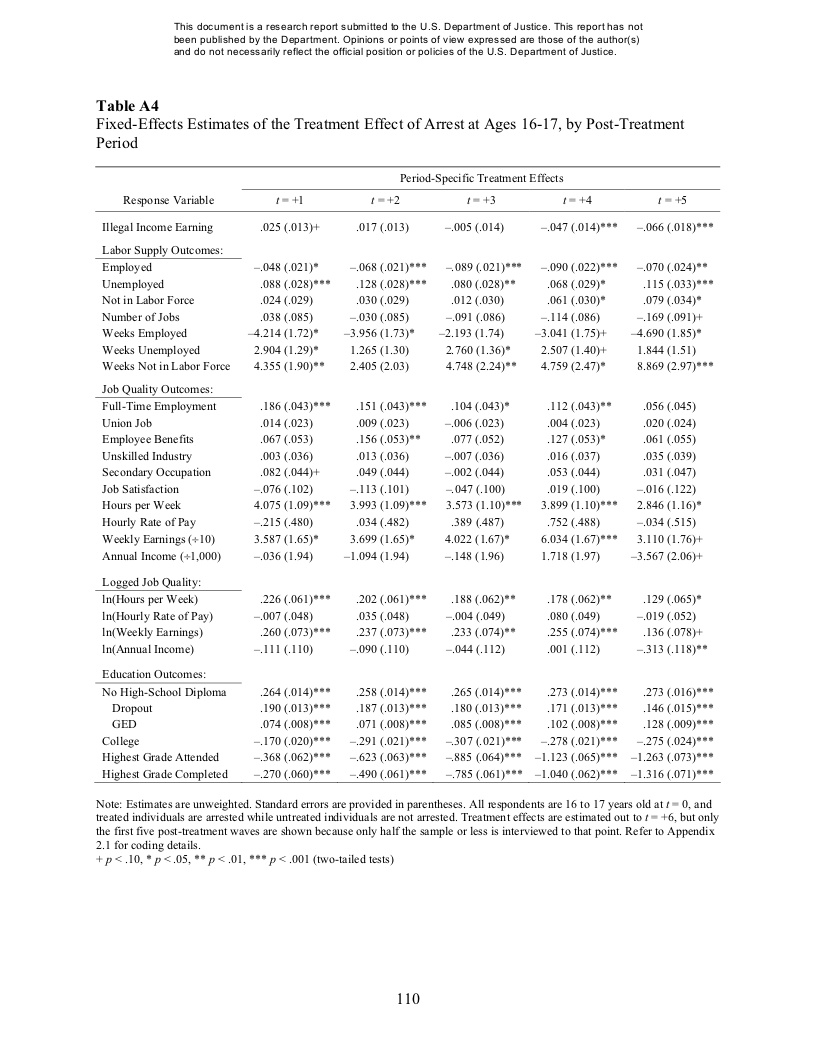 This document is a research report submitted to the U.S. Department of Justice. This report has not
been published by the Department. Opinions or points of view expressed are those of the author(s)
and do not necessarily reflect the official position or policies of the U.S. Department of Justice.
Table A4
Fixed-Effects Estimates of the Treatment Effect of Arrest at Ages 16-17, by Post-Treatment
Period
Period-Specific Treatment Effects
Response Variable t = +1 t = +2 t = +3 t = +4 t = +5
Illegal Income Earning .025 (.013)+ .017 (.013) –.005 (.014) –.047 (.014)*** –.066 (.018)***
Labor Supply Outcomes:
Employed –.048 (.021)* –.068 (.021)*** –.089 (.021)*** –.090 (.022)*** –.070 (.024)**
Unemployed .088 (.028)*** .128 (.028)*** .080 (.028)** .068 (.029)* .115 (.033)***
Not in Labor Force .024 (.029) .030 (.029) .012 (.030) .061 (.030)* .079 (.034)*
Number of Jobs .038 (.085) –.030 (.085) –.091 (.086) –.114 (.086) –.169 (.091)+
Weeks Employed –4.214 (1.72)* –3.956 (1.73)* –2.193 (1.74) –3.041 (1.75)+ –4.690 (1.85)*
Weeks Unemployed 2.904 (1.29)* 1.265 (1.30) 2.760 (1.36)* 2.507 (1.40)+ 1.844 (1.51)
Weeks Not in Labor Force 4.355 (1.90)** 2.405 (2.03) 4.748 (2.24)** 4.759 (2.47)* 8.869 (2.97)***
Job Quality Outcomes:
Full-Time Employment .186 (.043)*** .151 (.043)*** .104 (.043)* .112 (.043)** .056 (.045)
Union Job .014 (.023) .009 (.023) –.006 (.023) .004 (.023) .020 (.024)
Employee Benefits .067 (.053) .156 (.053)** .077 (.052) .127 (.053)* .061 (.055)
Unskilled Industry .003 (.036) .013 (.036) –.007 (.036) .016 (.037) .035 (.039)
Secondary Occupation .082 (.044)+ .049 (.044) –.002 (.044) .053 (.044) .031 (.047)
Job Satisfaction –.076 (.102) –.113 (.101) –.047 (.100) .019 (.100) –.016 (.122)
Hours per Week 4.075 (1.09)*** 3.993 (1.09)*** 3.573 (1.10)*** 3.899 (1.10)*** 2.846 (1.16)*
Hourly Rate of Pay –.215 (.480) .034 (.482) .389 (.487) .752 (.488) –.034 (.515)
Weekly Earnings (÷10) 3.587 (1.65)* 3.699 (1.65)* 4.022 (1.67)* 6.034 (1.67)*** 3.110 (1.76)+
Annual Income (÷1,000) –.036 (1.94) –1.094 (1.94) –.148 (1.96) 1.718 (1.97) –3.567 (2.06)+
Logged Job Quality:
ln(Hours per Week) .226 (.061)*** .202 (.061)*** .188 (.062)** .178 (.062)** .129 (.065)*
ln(Hourly Rate of Pay) –.007 (.048) .035 (.048) –.004 (.049) .080 (.049) –.019 (.052)
ln(Weekly Earnings) .260 (.073)*** .237 (.073)*** .233 (.074)** .255 (.074)*** .136 (.078)+
ln(Annual Income) –.111 (.110) –.090 (.110) –.044 (.112) .001 (.112) –.313 (.118)**
Education Outcomes:
No High-School Diploma .264 (.014)*** .258 (.014)*** .265 (.014)*** .273 (.014)*** .273 (.016)***
Dropout .190 (.013)*** .187 (.013)*** .180 (.013)*** .171 (.013)*** .146 (.015)***
GED .074 (.008)*** .071 (.008)*** .085 (.008)*** .102 (.008)*** .128 (.009)***
College –.170 (.020)*** –.291 (.021)*** –.307 (.021)*** –.278 (.021)*** –.275 (.024)***
Highest Grade Attended –.368 (.062)*** –.623 (.063)*** –.885 (.064)*** –1.123 (.065)*** –1.263 (.073)***
Highest Grade Completed –.270 (.060)*** –.490 (.061)*** –.785 (.061)*** –1.040 (.062)*** –1.316 (.071)***
Note: Estimates are unweighted. Standard errors are provided in parentheses. All respondents are 16 to 17 years old at t = 0, and
treated individuals are arrested while untreated individuals are not arrested. Treatment effects are estimated out to t = +6, but only
the first five post-treatment waves are shown because only half the sample or less is interviewed to that point. Refer to Appendix
2.1 for coding details.
+ p < .10, * p < .05, ** p < .01, *** p < .001 (two-tailed tests)
110